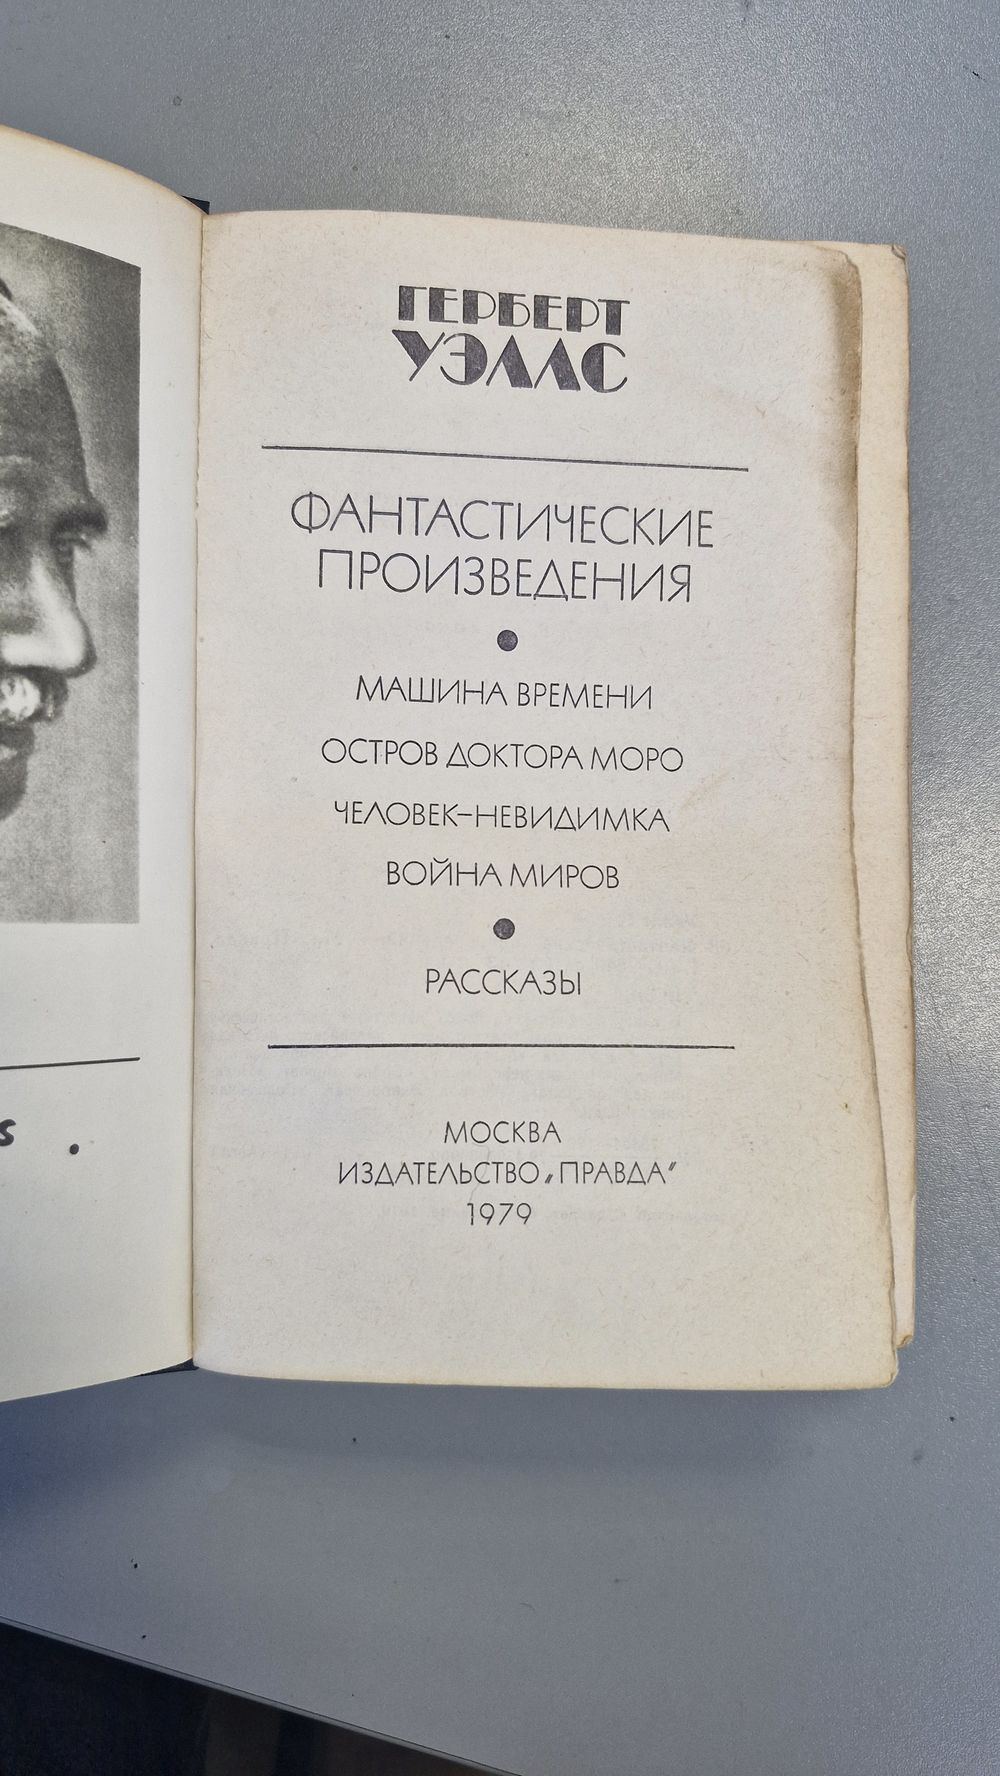 ГЕРБЕРТ
УЭЛЛС
ФАНТАСТИЧЕСКИЕ
ПРОИЗВЕДЕНИЯ
•
МАШИНА ВРЕМЕНИ
ОСТРОВ ДОКТОРА МОРО
ЧЕЛОВЕК-НЕВИДИМКА
ВОЙНА МИРОВ
•
РАССКАЗЫ
МОСКВА
ИЗДАТЕЛЬСТВО „ПРАВДА“
1979